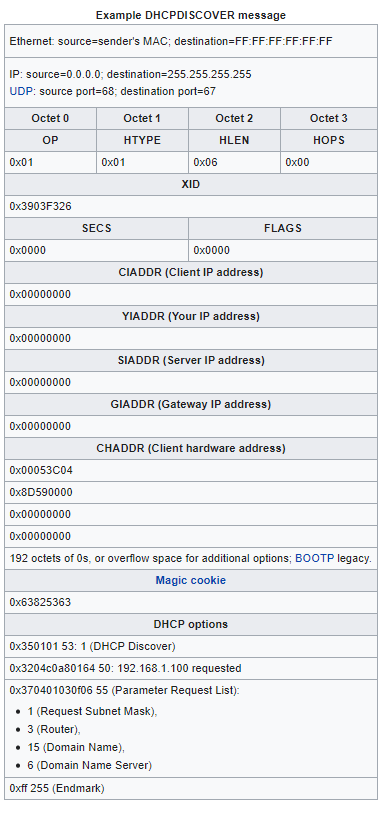 Example DHCPDISCOVER message
Ethernet: source=sender's MAC; destination=FF:FF:FF:FF:FF:FF
IP: source=0.0.0.0; destination=255.255.255.255
UDP: source port=68; destination port=67
Octet 0 Octet 1 Octet 2 Octet 3
OP HTYPE HLEN HOPS
0x01 0x01 0x06 0x00
XID
0x3903F326
SECS FLAGS
0x0000 0x0000
CIADDR (Client IP address)
0x00000000
YIADDR (Your IP address)
0x00000000
SIADDR (Server IP address)
0x00000000
GIADDR (Gateway IP address)
0x00000000
CHADDR (Client hardware address)
0x00053C04
0x8D590000
0x00000000
0x00000000
192 octets of 0s, or overflow space for additional options; BOOTP legacy.
Magic cookie
0x63825363
DHCP options
0x350101 53: 1 (DHCP Discover)
0x3204c0a80164 50: 192.168.1.100 requested
0x370401030f06 55 (Parameter Request List):
• 1 (Request Subnet Mask),
• 3 (Router),
• 15 (Domain Name),
• 6 (Domain Name Server)
0xff 255 (Endmark)